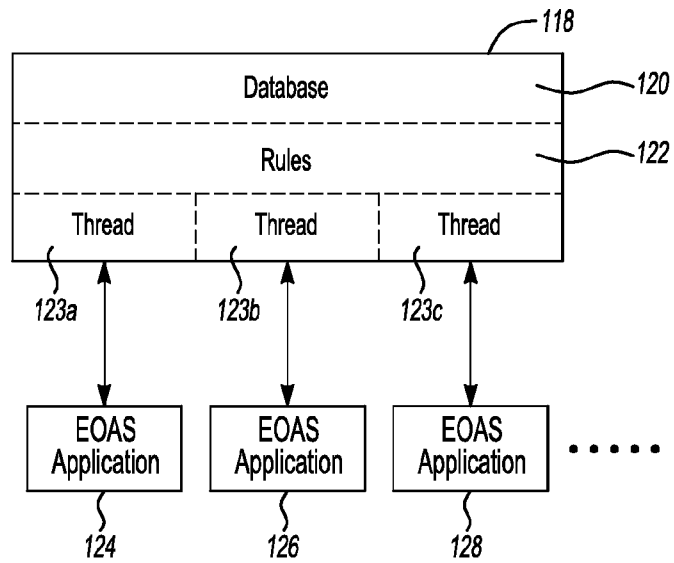 118
Database
120
Rules
122
Thread Thread Thread
123a 123b 123c
EOAS Application
EOAS Application
EOAS Application
124 126 128